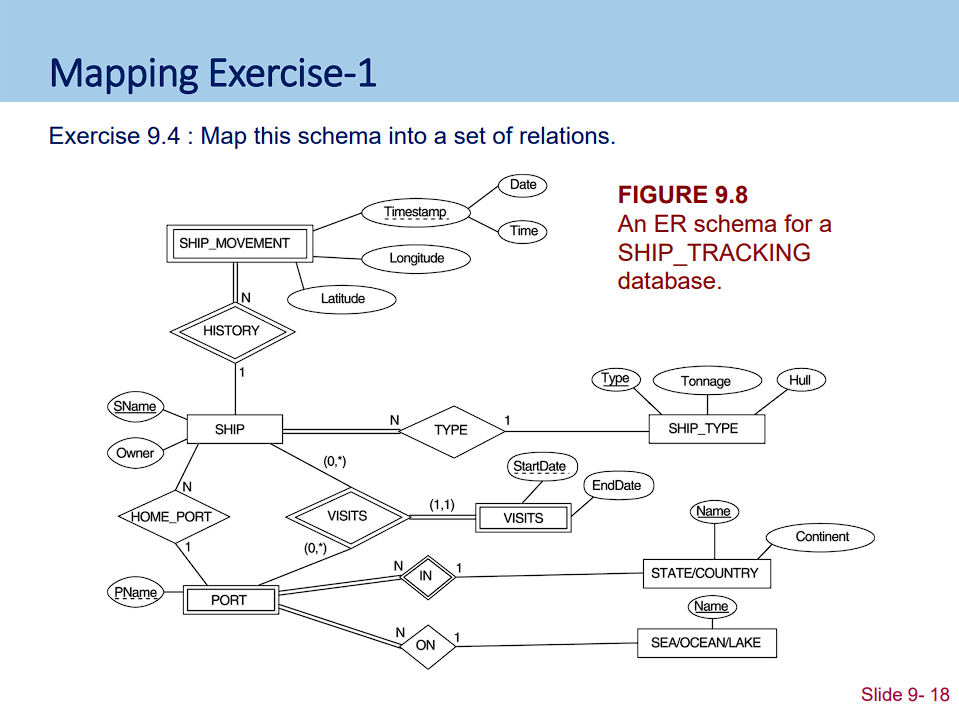 Mapping Exercise-1
Exercise 9.4 : Map this schema into a set of relations.
FIGURE 9.8
An ER schema for a
SHIP_TRACKING
database.
Date
Timestamp
Time
SHIP_MOVEMENT
Longitude
Latitude
N
HISTORY
1
SName
Owner
SHIP
N
TYPE
1
Type
Tonnage
Hull
SHIP_TYPE
(0,*)
StartDate
EndDate
N
HOME_PORT
1
VISITS
(1,1)
VISITS
(0,*)
Name
Continent
PName
PORT
N
IN
1
STATE/COUNTRY
Name
N
ON
1
SEA/OCEAN/LAKE
Slide 9- 18